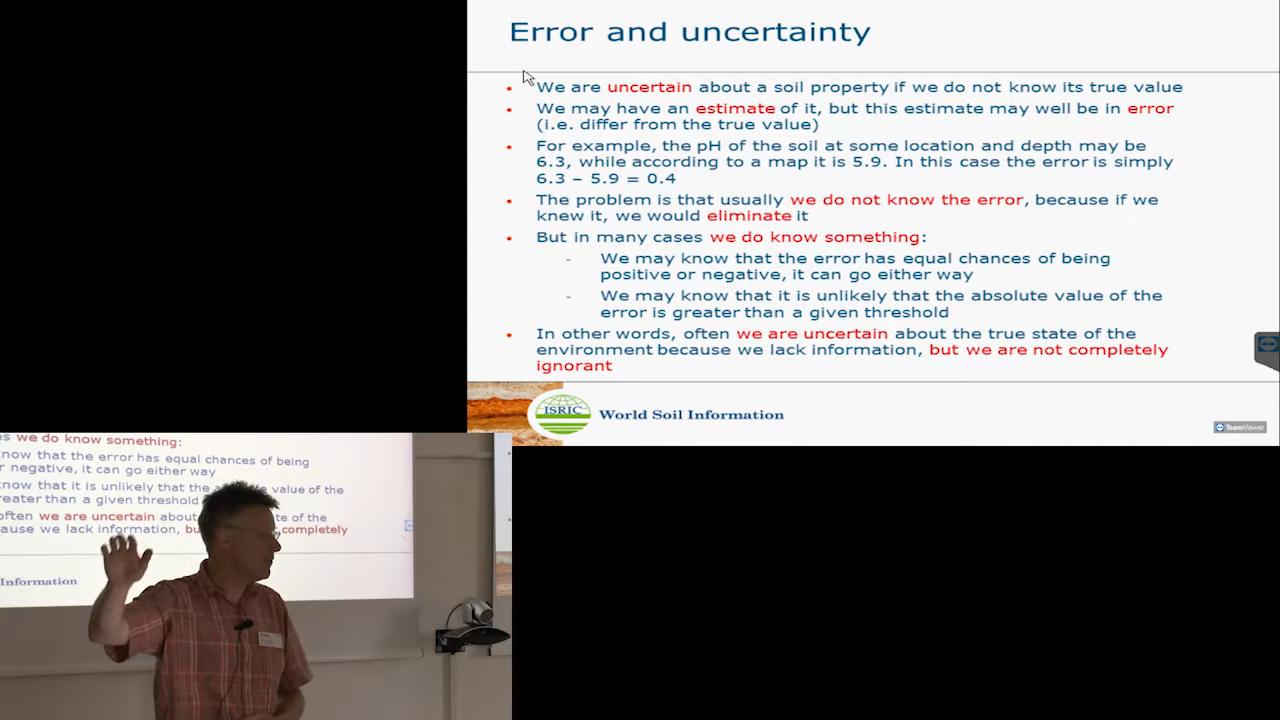 Error and uncertainty
We are uncertain about a soil property if we do not know its true value
We may have an estimate of it, but this estimate may well be in error
(i.e. differ from the true value)
For example, the pH of the soil at some location and depth may be
6.3, while according to a map it is 5.9. In this case the error is simply
6.3 – 5.9 = 0.4
The problem is that usually we do not know the error, because if we
knew it, we would eliminate it
But in many cases we do know something:
- We may know that the error has equal chances of being
positive or negative, it can go either way
- We may know that it is unlikely that the absolute value of the
error is greater than a given threshold
In other words, often we are uncertain about the true state of the
environment because we lack information, but we are not completely
ignorant
ISRIC World Soil Information
TeamViewer
es we do know something:
know that the error has equal chances of being
or negative, it can go either way
know that it is unlikely that the value of the
reater than a given threshold
often we are uncertain about te of the
ause we lack information, bu completely
Information